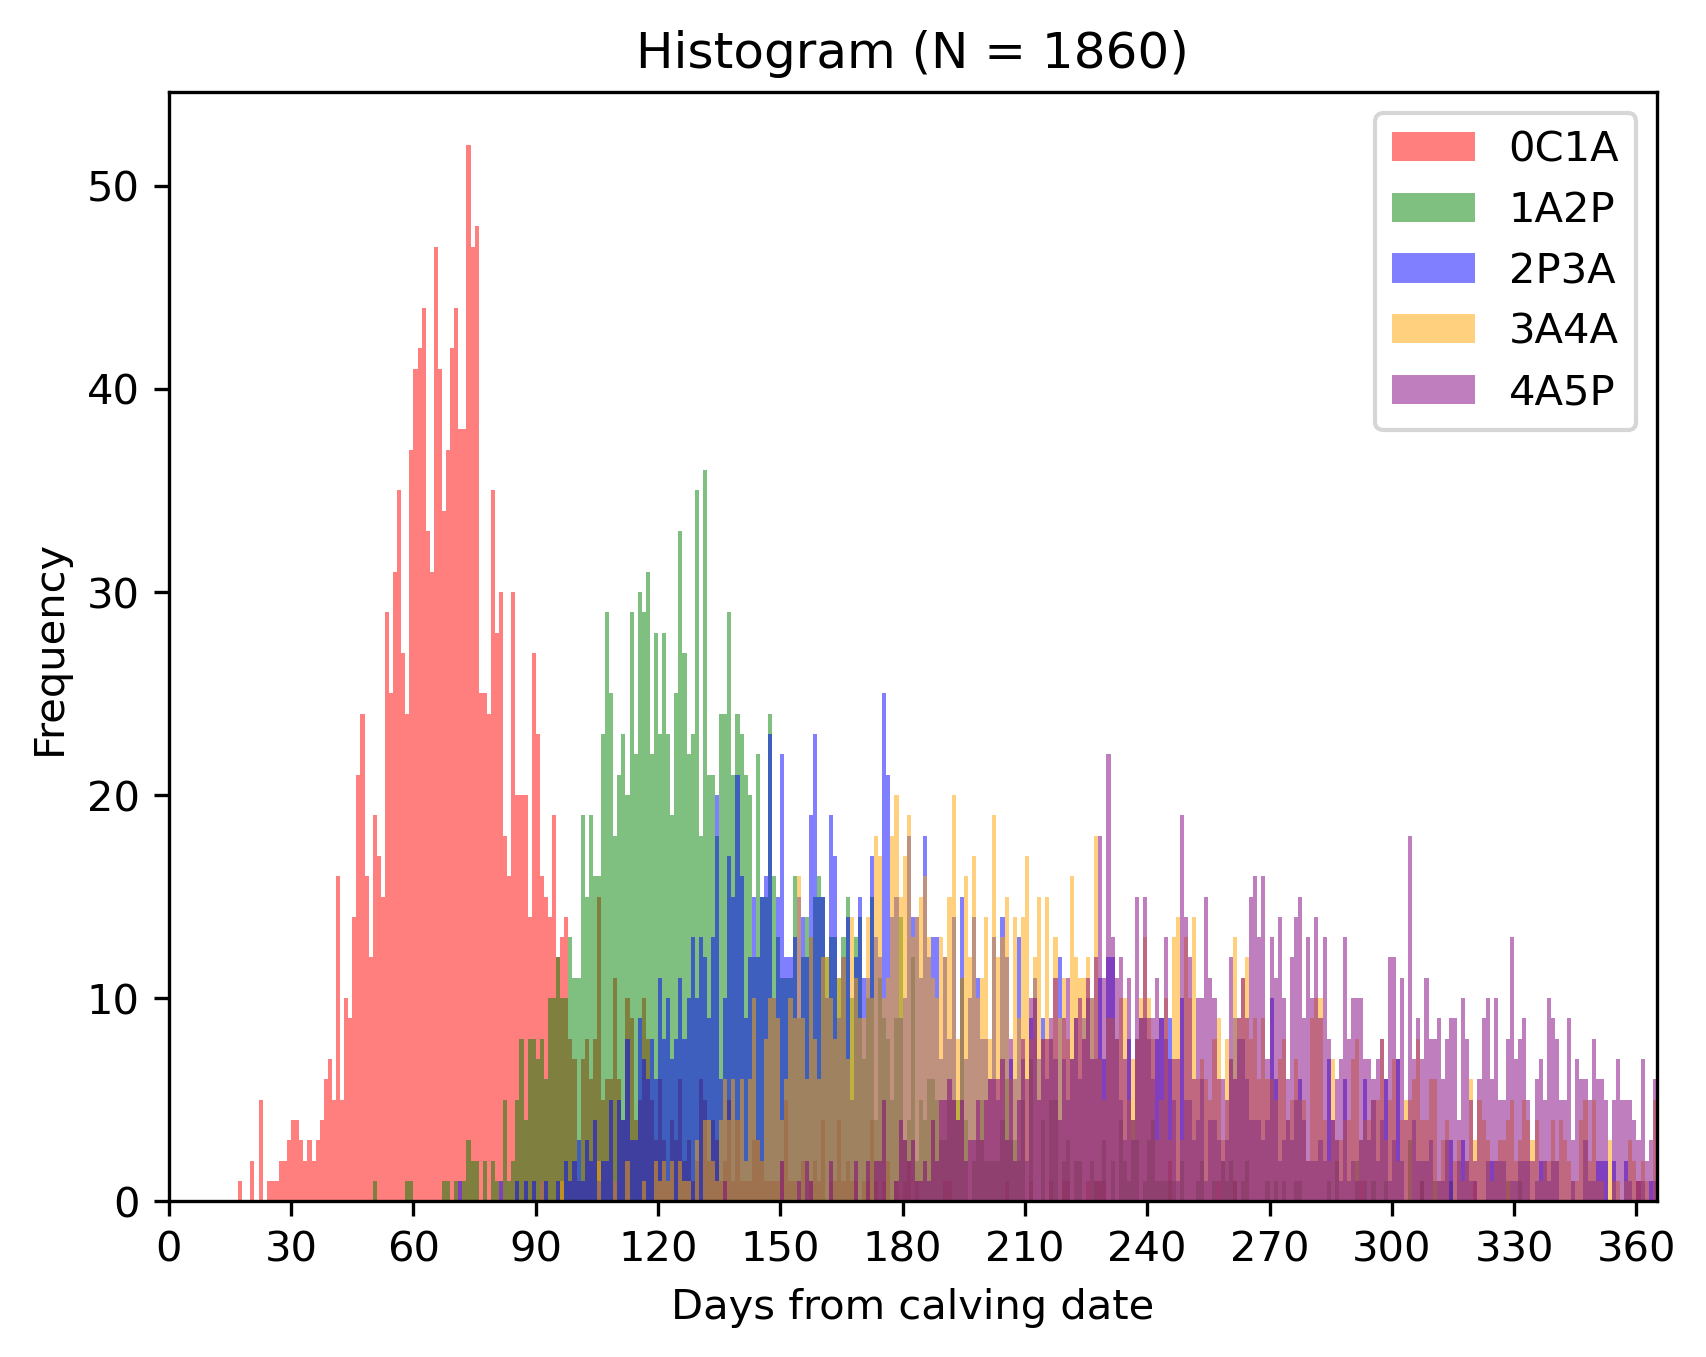 Histogram (N = 1860)
0C1A
1A2P
2P3A
3A4A
4A5P
50
40
30
20
10
0
Frequency
0 30 60 90 120 150 180 210 240 270 300 330 360
Days from calving date